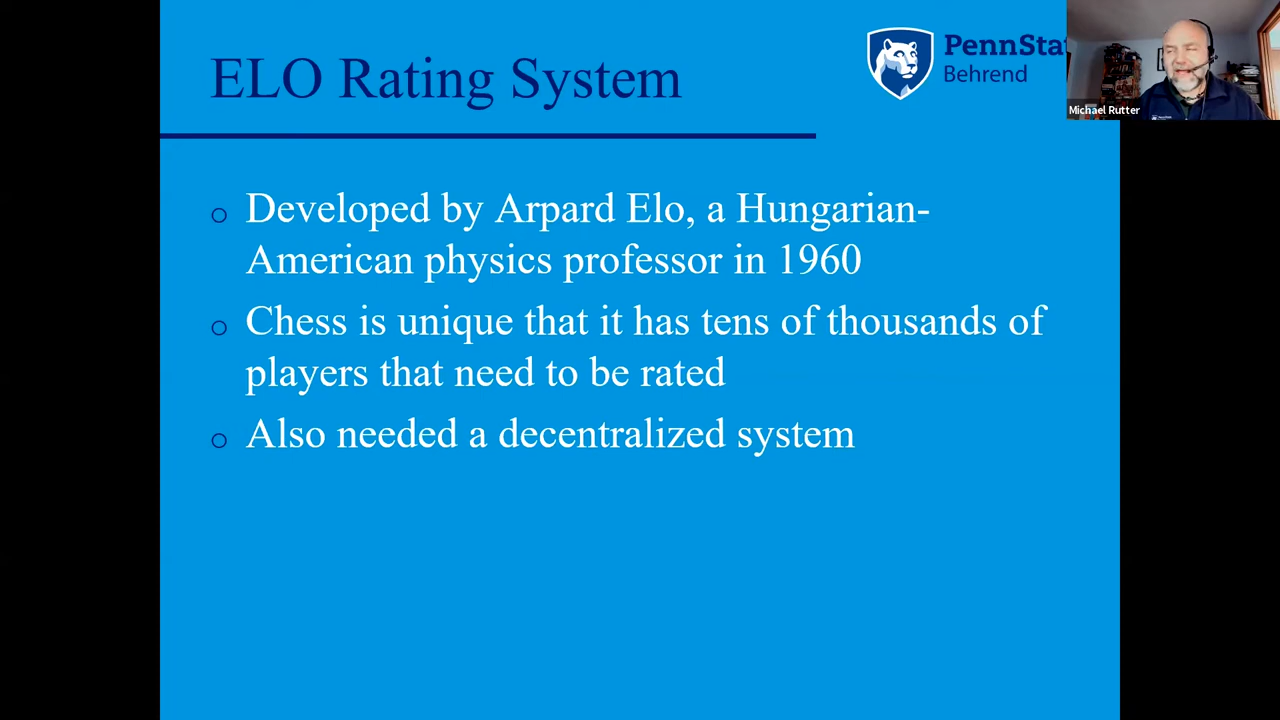 ELO Rating System
PennSta
Behrend
Michael Rutter
Developed by Arpard Elo, a Hungarian-
American physics professor in 1960
Chess is unique that it has tens of thousands of
players that need to be rated
Also needed a decentralized system